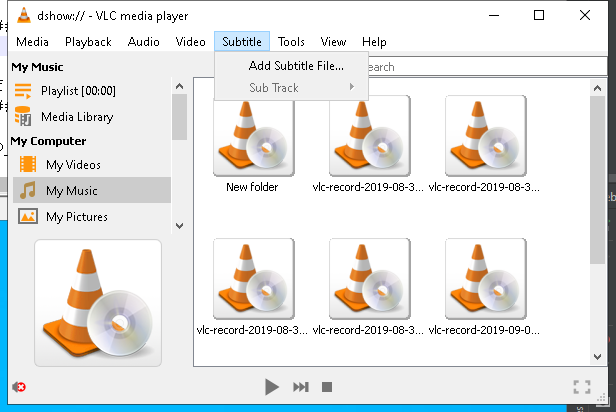 dshow:// - VLC media player
Media Playback Audio Video Subtitle Tools View Help
Add Subtitle File...
Sub Track
earch
My Music
Playlist [00:00]
Media Library
My Computer
My Videos
My Music
My Pictures
New folder
vlc-record-2019-08-3...
vlc-record-2019-08-3...
vlc-record-2019-08-3...
vlc-record-2019-08-3...
vlc-record-2019-09-0...